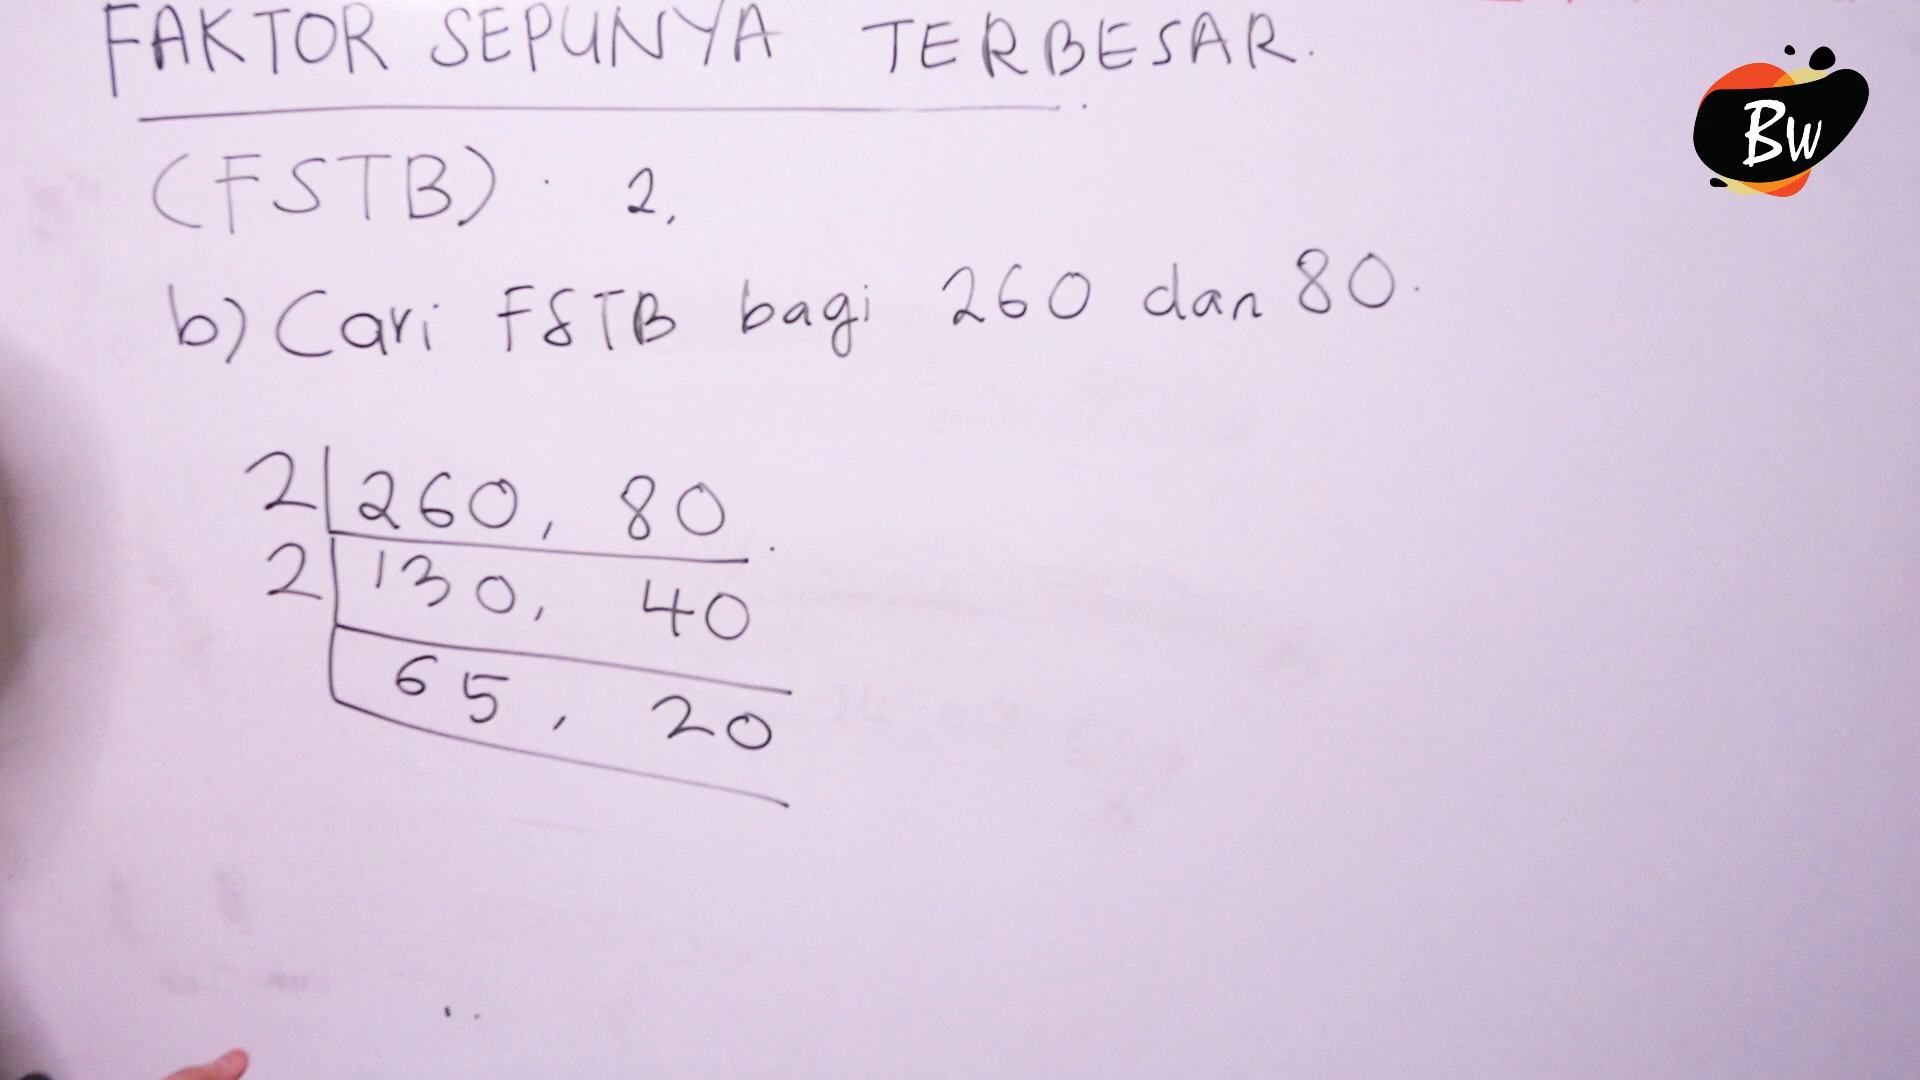 FAKTOR SEPUNYA TERBESAR.
(FSTB). 2,
b) Cari FSTB bagi 260 dan 80.
2 260, 80
2 130, 40
65, 20
BW